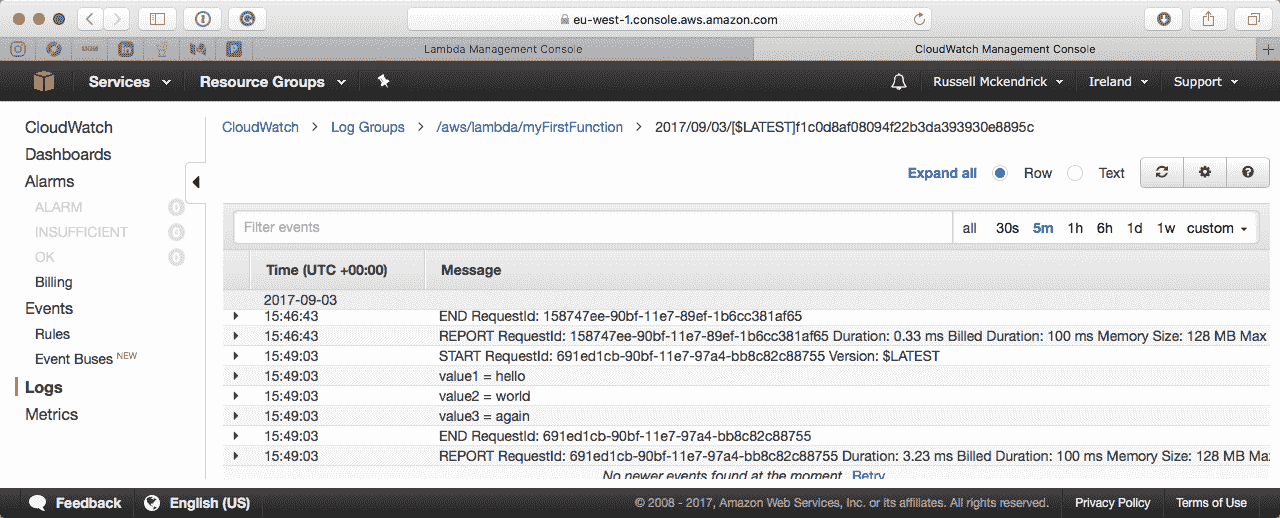 eu-west-1.console.aws.amazon.com
Lambda Management Console
CloudWatch Management Console
Services
Resource Groups
Russell Mckendrick
Ireland
Support
CloudWatch
Dashboards
Alarms
ALARM 0
INSUFFICIENT 0
OK 0
Billing
Events
Rules
Event Buses NEW
Logs
Metrics
CloudWatch > Log Groups > /aws/lambda/myFirstFunction > 2017/09/03/[$LATEST]f1c0d8af08094f22b3da393930e8895c
Expand all Row Text
Filter events all 30s 5m 1h 6h 1d 1w custom
Time (UTC +00:00) Message
2017-09-03
15:46:43 END RequestId: 158747ee-90bf-11e7-89ef-1b6cc381af65
15:46:43 REPORT RequestId: 158747ee-90bf-11e7-89ef-1b6cc381af65 Duration: 0.33 ms Billed Duration: 100 ms Memory Size: 128 MB Max
15:49:03 START RequestId: 691ed1cb-90bf-11e7-97a4-bb8c82c88755 Version: $LATEST
15:49:03 value1 = hello
15:49:03 value2 = world
15:49:03 value3 = again
15:49:03 END RequestId: 691ed1cb-90bf-11e7-97a4-bb8c82c88755
15:49:03 REPORT RequestId: 691ed1cb-90bf-11e7-97a4-bb8c82c88755 Duration: 3.23 ms Billed Duration: 100 ms Memory Size: 128 MB Ma
No newer events found at the moment. Retry.
Feedback English (US) © 2008 - 2017, Amazon Web Services, Inc. or its affiliates. All rights reserved. Privacy Policy Terms of Use